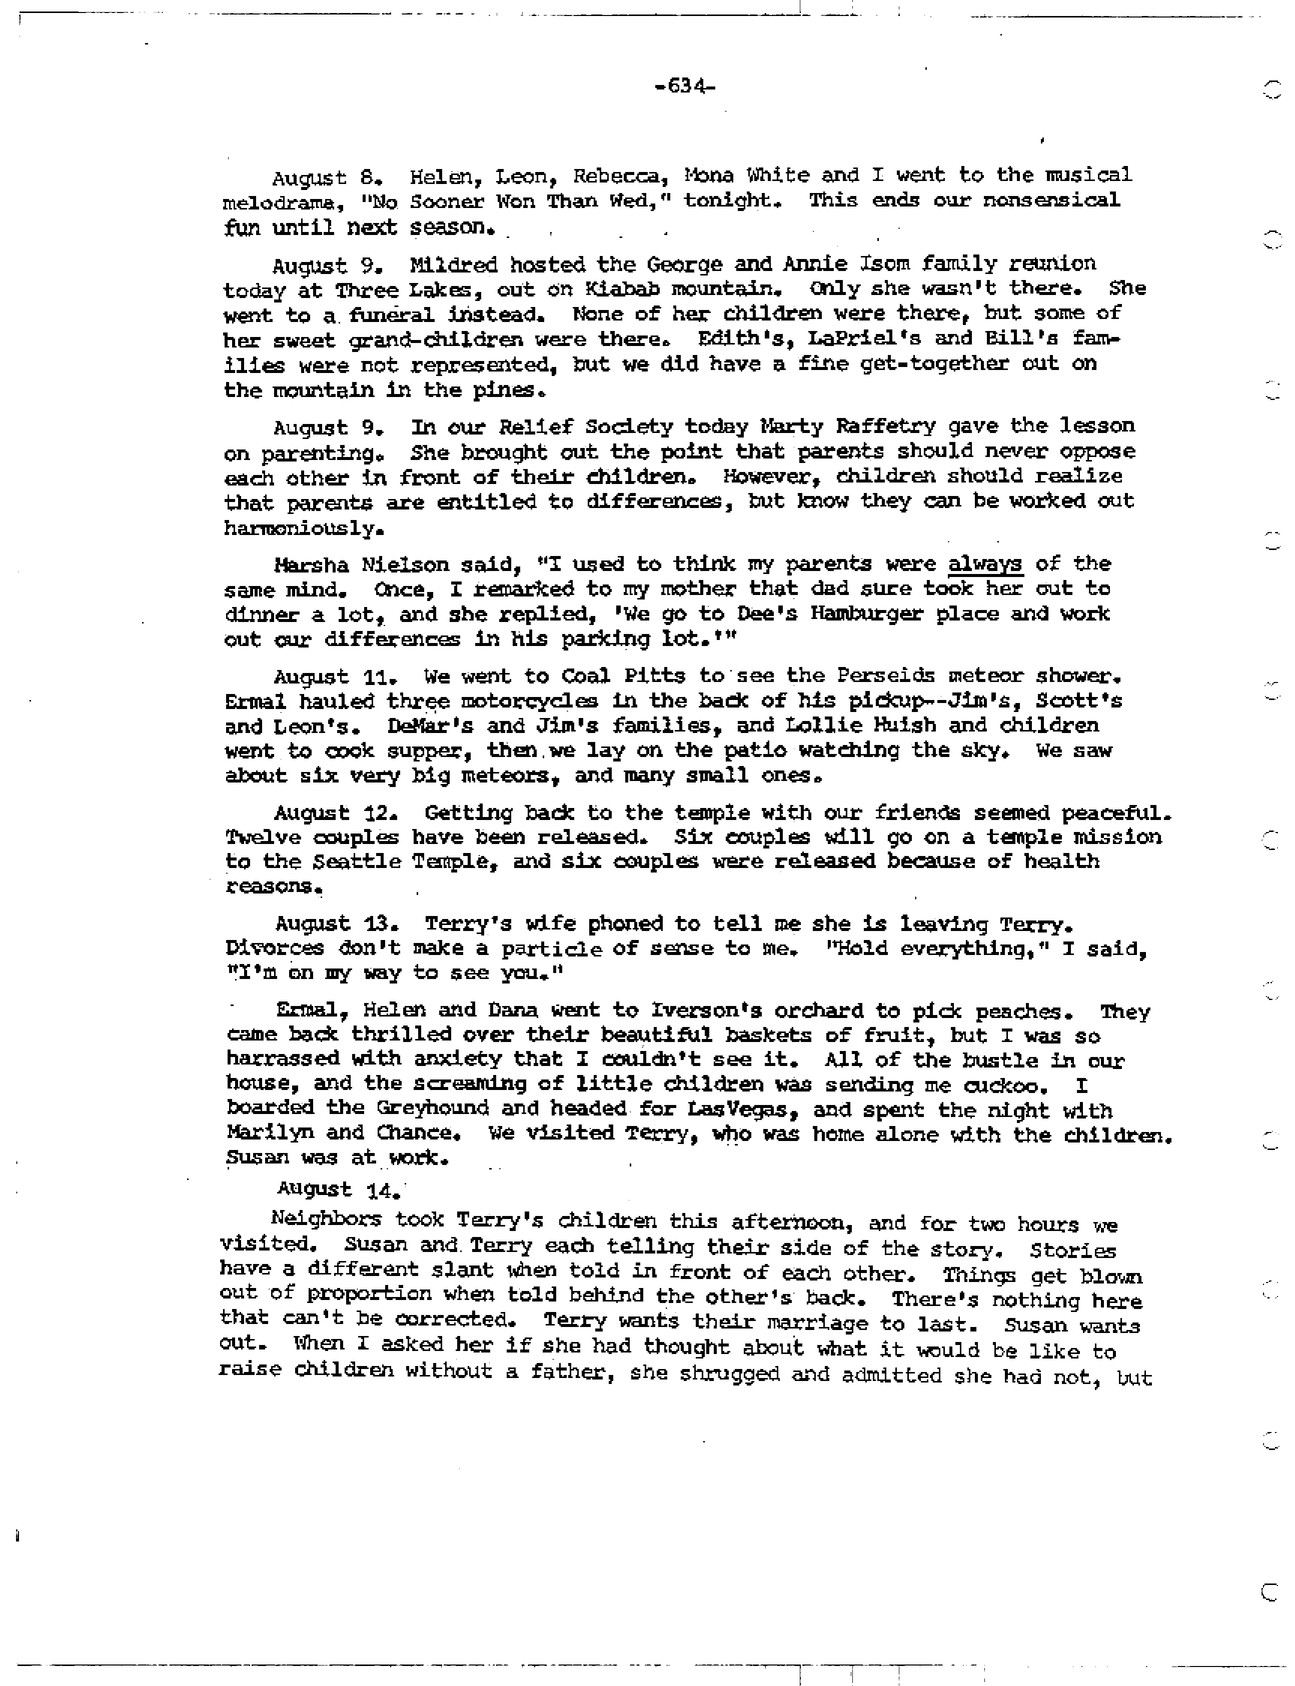 -634-
August 8. Helen, Leon, Rebecca, Mona White and I went to the musical
melodrama, "No Sooner Won Than Wed," tonight. This ends our nonsensical
fun until next season.
August 9. Mildred hosted the George and Annie Isom family reunion
today at Three Lakes, out on Kiabab mountain. Only she wasn't there. She
went to a funeral instead. None of her children were there, but some of
her sweet grand-children were there. Edith's, LaPriel's and Bill's fam-
ilies were not represented, but we did have a fine get-together out on
the mountain in the pines.
August 9. In our Relief Society today Marty Raffetry gave the lesson
on parenting. She brought out the point that parents should never oppose
each other in front of their children. However, children should realize
that parents are entitled to differences, but know they can be worked out
harmoniously.
Marsha Nielson said, "I used to think my parents were always of the
same mind. Once, I remarked to my mother that dad sure took her out to
dinner a lot, and she replied, 'We go to Dee's Hamburger place and work
out our differences in his parking lot.'"
August 11. We went to Coal Pitts to see the Perseids meteor shower.
Ermal hauled three motorcycles in the back of his pickup--Jim's, Scott's
and Leon's. DeMar's and Jim's families, and Lollie Huish and children
went to cook supper, then we lay on the patio watching the sky. We saw
about six very big meteors, and many small ones.
August 12. Getting back to the temple with our friends seemed peaceful.
Twelve couples have been released. Six couples will go on a temple mission
to the Seattle Temple, and six couples were released because of health
reasons.
August 13. Terry's wife phoned to tell me she is leaving Terry.
Divorces don't make a particle of sense to me. "Hold everything," I said,
"I'm on my way to see you."
Ermal, Helen and Dana went to Iverson's orchard to pick peaches. They
came back thrilled over their beautiful baskets of fruit, but I was so
harrassed with anxiety that I couldn't see it. All of the bustle in our
house, and the screaming of little children was sending me cuckoo. I
boarded the Greyhound and headed for LasVegas, and spent the night with
Marilyn and Chance. We visited Terry, who was home alone with the children.
Susan was at work.
August 14.
Neighbors took Terry's children this afternoon, and for two hours we
visited. Susan and Terry each telling their side of the story. Stories
have a different slant when told in front of each other. Things get blown
out of proportion when told behind the other's back. There's nothing here
that can't be corrected. Terry wants their marriage to last. Susan wants
out. When I asked her if she had thought about what it would be like to
raise children without a father, she shrugged and admitted she had not, but